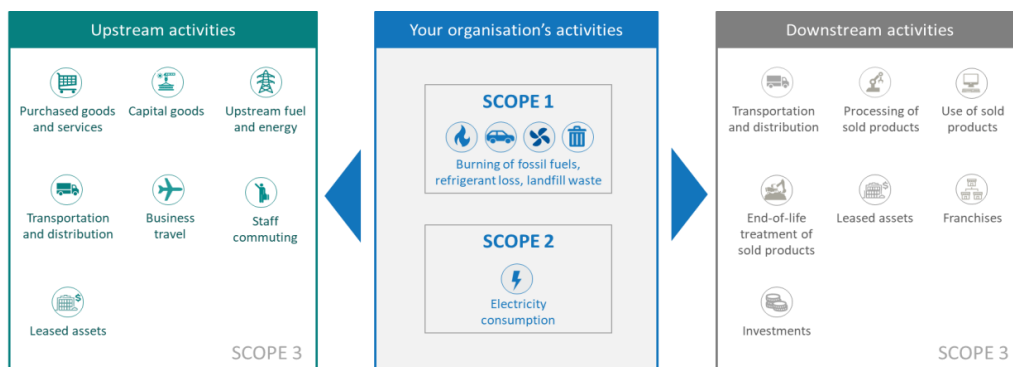 Upstream activities
Purchased goods
and services
Capital goods
Upstream fuel
and energy
Transportation
and distribution
Business
travel
Staff
commuting
$
Leased assets
SCOPE 3
Your organisation's activities
SCOPE 1
Burning of fossil fuels,
refrigerant loss, landfill waste
SCOPE 2
Electricity
consumption
Downstream activities
Transportation
and distribution
Processing of
sold products
Use of sold
products
End-of-life
treatment of
sold products
$
Leased assets
Franchises
Investments
SCOPE 3